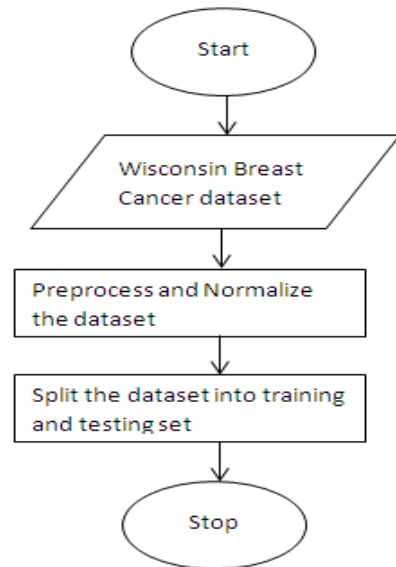 Start
Wisconsin Breast
Cancer dataset
Preprocess and Normalize
the dataset
Split the dataset into training
and testing set
Stop